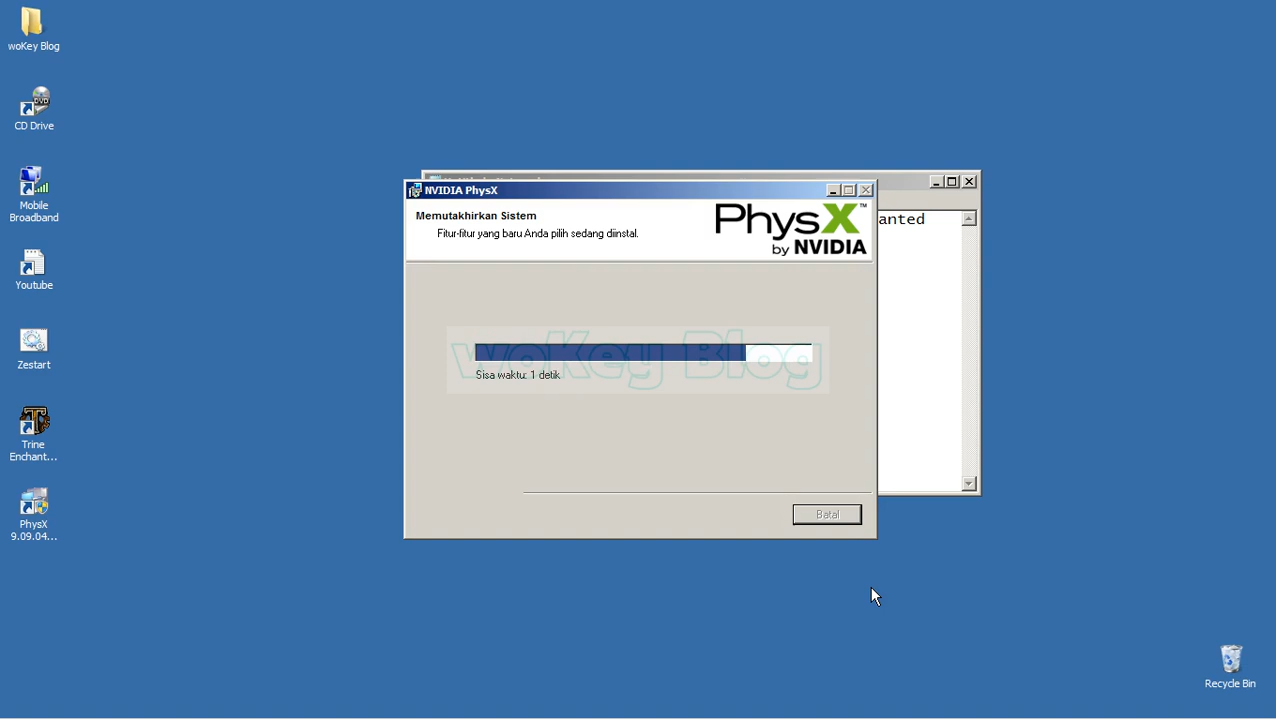 woKey Blog
CD Drive
Mobile
Broadband
Youtube
Zestart
Trine
Enchant...
PhysX
9.09.04...
NVIDIA PhysX
Memutakhirkan Sistem
Fitur-fitur yang baru Anda pilih sedang diinstal.
PhysX™
by NVIDIA
anted
woKey Blog
Sisa waktu: 1 detik
Batal
Recycle Bin